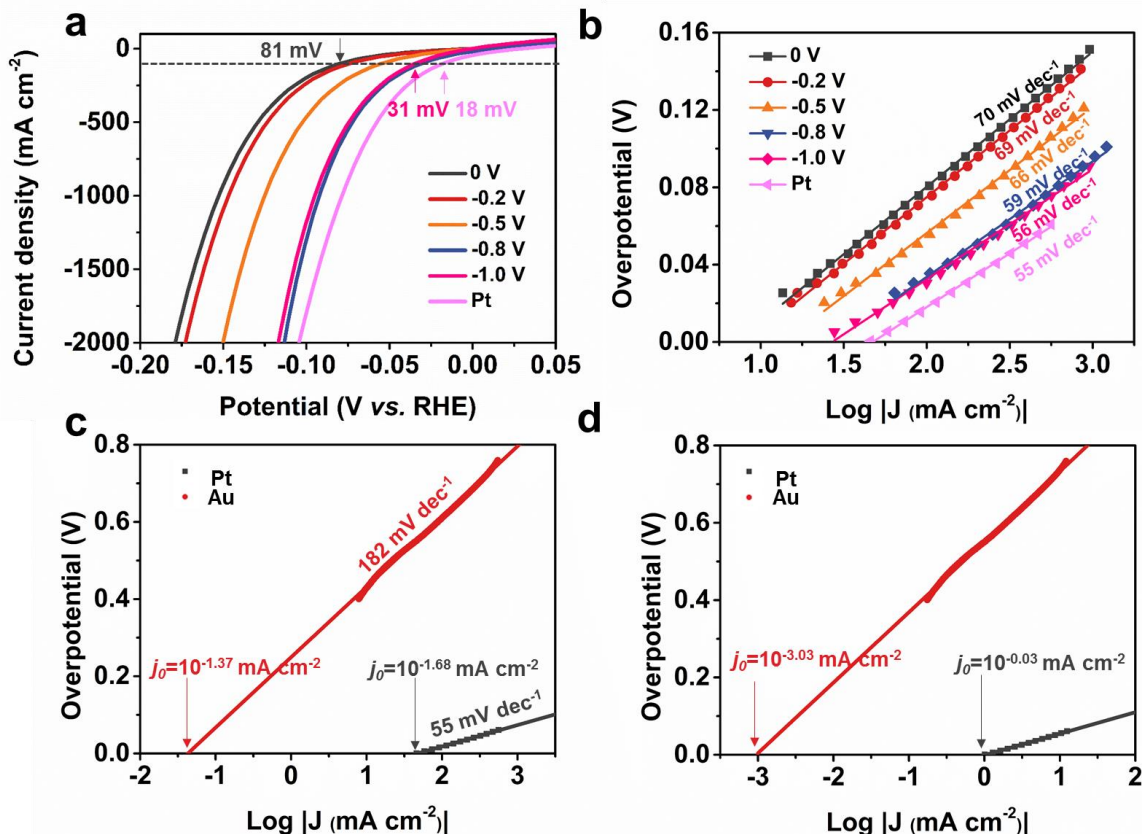 a
Current density (mA cm⁻²)
0
-500
-1000
-1500
-2000
81 mV
31 mV
18 mV
0 V
-0.2 V
-0.5 V
-0.8 V
-1.0 V
Pt
-0.20
-0.15
-0.10
-0.05
0.00
0.05
Potential (V vs. RHE)
b
Overpotential (V)
0.16
0.12
0.08
0.04
0.00
0 V
-0.2 V
-0.5 V
-0.8 V
-1.0 V
Pt
70 mV dec⁻¹
69 mV dec⁻¹
66 mV dec⁻¹
59 mV dec⁻¹
56 mV dec⁻¹
55 mV dec⁻¹
1.0
1.5
2.0
2.5
3.0
Log |J (mA cm⁻²)|
c
Overpotential (V)
0.8
0.6
0.4
0.2
0.0
Pt
Au
182 mV dec⁻¹
j₀=10⁻¹·³⁷ mA cm⁻²
j₀=10⁻¹·⁶⁸ mA cm⁻²
55 mV dec⁻¹
-2
-1
0
1
2
3
Log |J (mA cm⁻²)|
d
Overpotential (V)
0.8
0.6
0.4
0.2
0.0
Pt
Au
j₀=10⁻³·⁰³ mA cm⁻²
j₀=10⁻⁰·⁰³ mA cm⁻²
-3
-2
-1
0
1
2
Log |J (mA cm⁻²)|